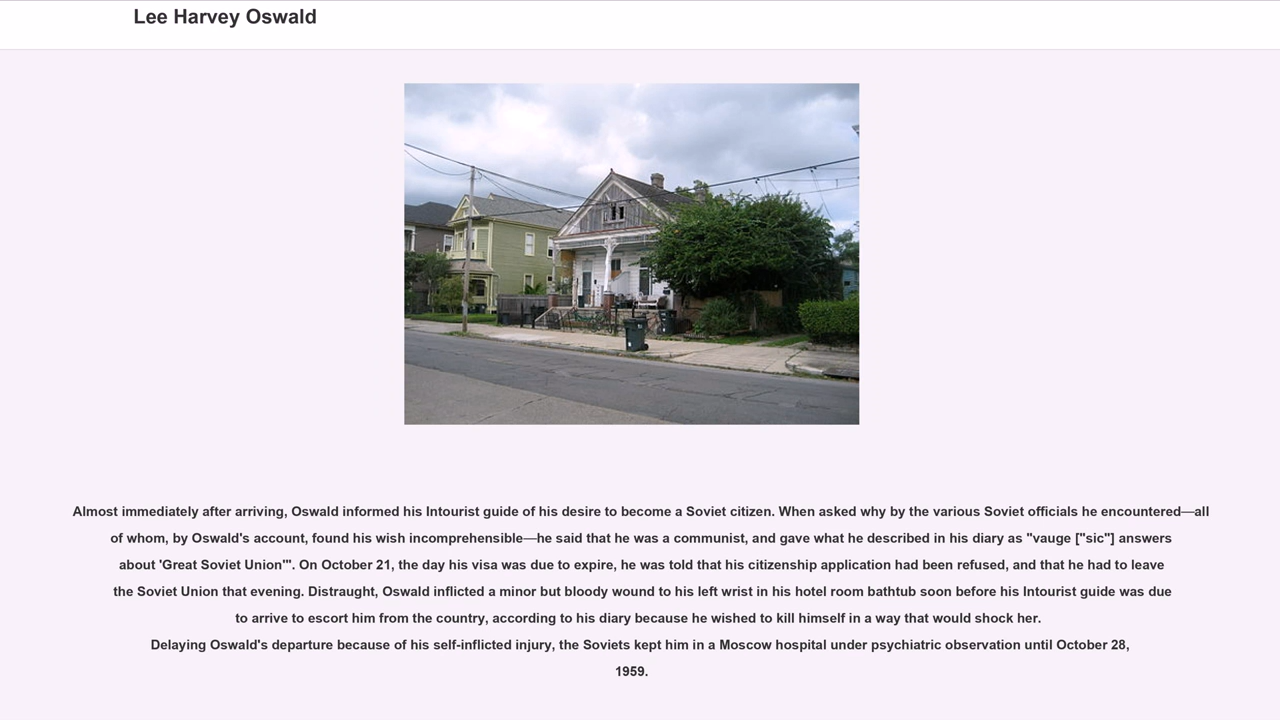 Lee Harvey Oswald
Almost immediately after arriving, Oswald informed his Intourist guide of his desire to become a Soviet citizen. When asked why by the various Soviet officials he encountered—all
of whom, by Oswald's account, found his wish incomprehensible—he said that he was a communist, and gave what he described in his diary as "vauge ["sic"] answers
about 'Great Soviet Union'". On October 21, the day his visa was due to expire, he was told that his citizenship application had been refused, and that he had to leave
the Soviet Union that evening. Distraught, Oswald inflicted a minor but bloody wound to his left wrist in his hotel room bathtub soon before his Intourist guide was due
to arrive to escort him from the country, according to his diary because he wished to kill himself in a way that would shock her.
Delaying Oswald's departure because of his self-inflicted injury, the Soviets kept him in a Moscow hospital under psychiatric observation until October 28,
1959.